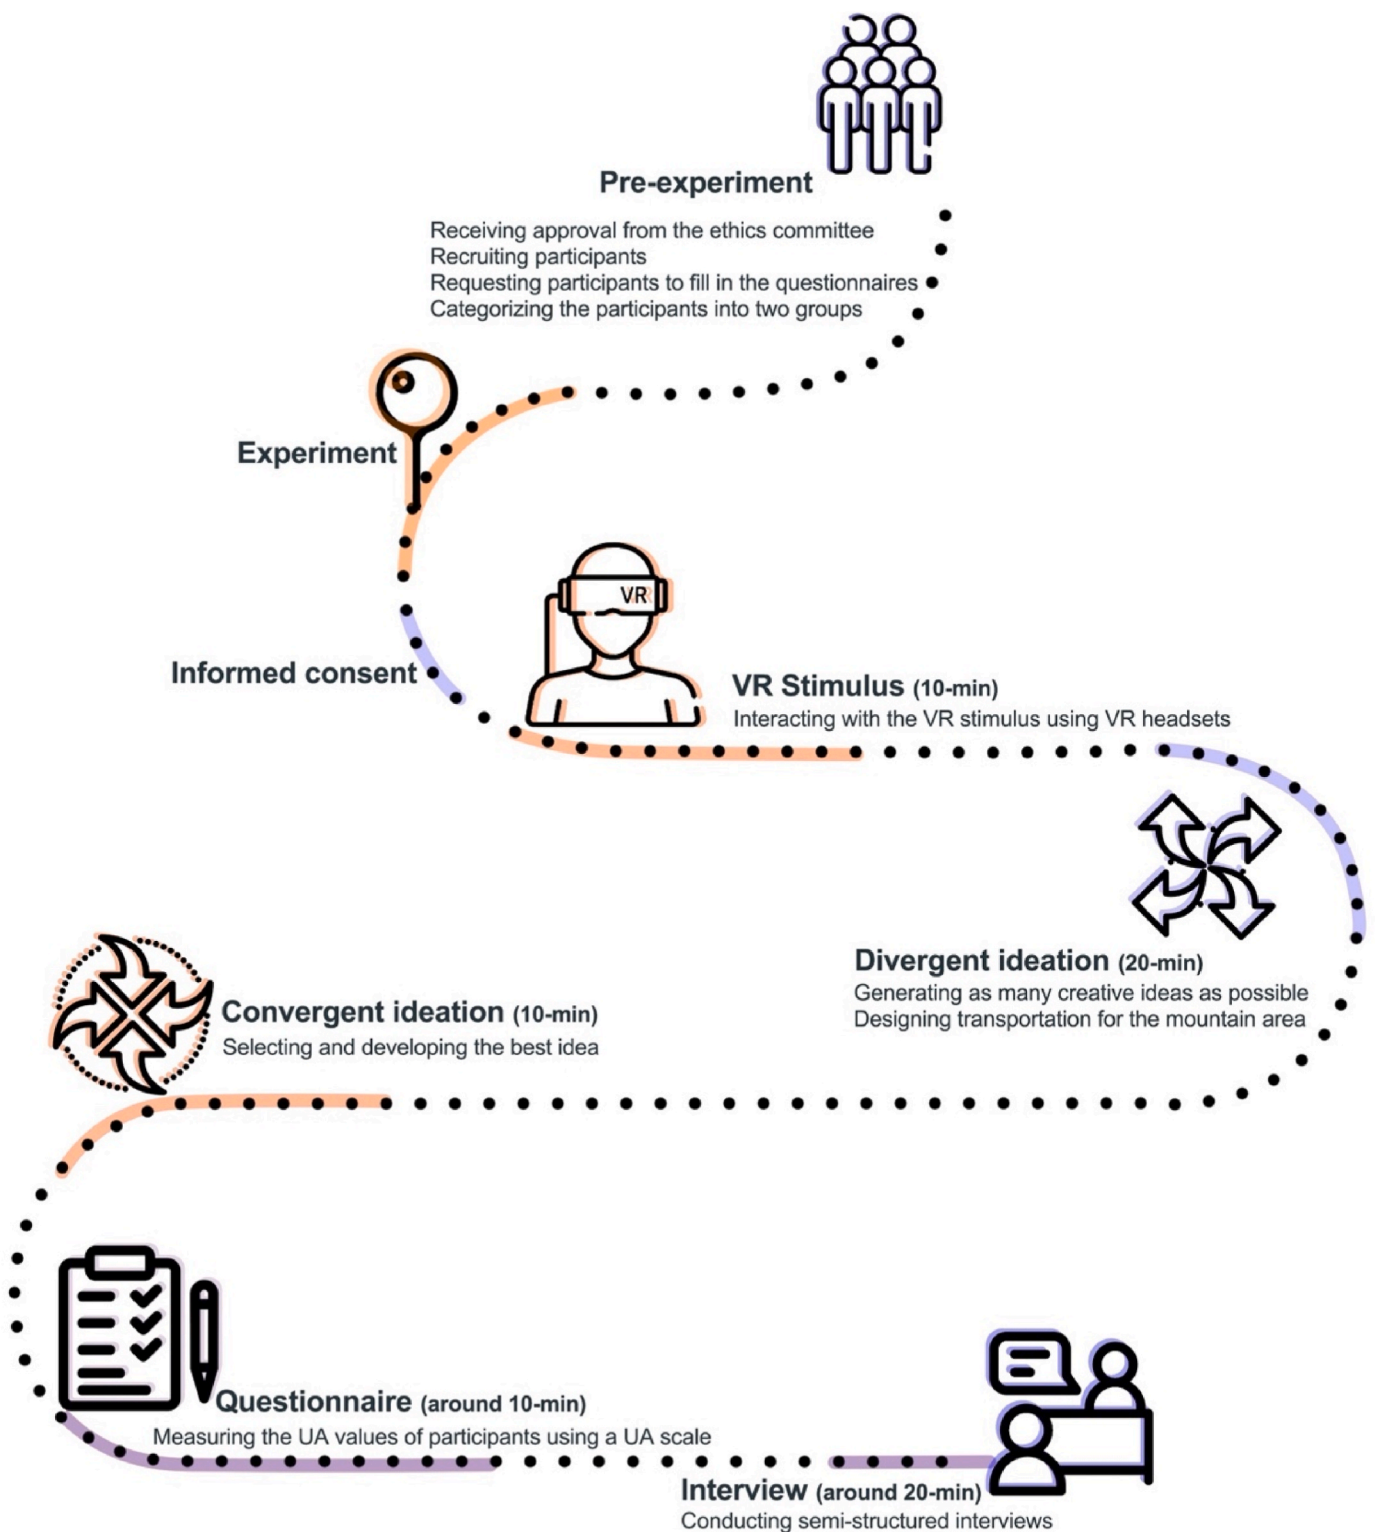 Pre-experiment
Receiving approval from the ethics committee
Recruiting participants
Requesting participants to fill in the questionnaires
Categorizing the participants into two groups
Experiment
VR
Informed consent
VR Stimulus (10-min)
Interacting with the VR stimulus using VR headsets
Divergent ideation (20-min)
Generating as many creative ideas as possible
Designing transportation for the mountain area
Convergent ideation (10-min)
Selecting and developing the best idea
Questionnaire (around 10-min)
Measuring the UA values of participants using a UA scale
Interview (around 20-min)
Conducting semi-structured interviews